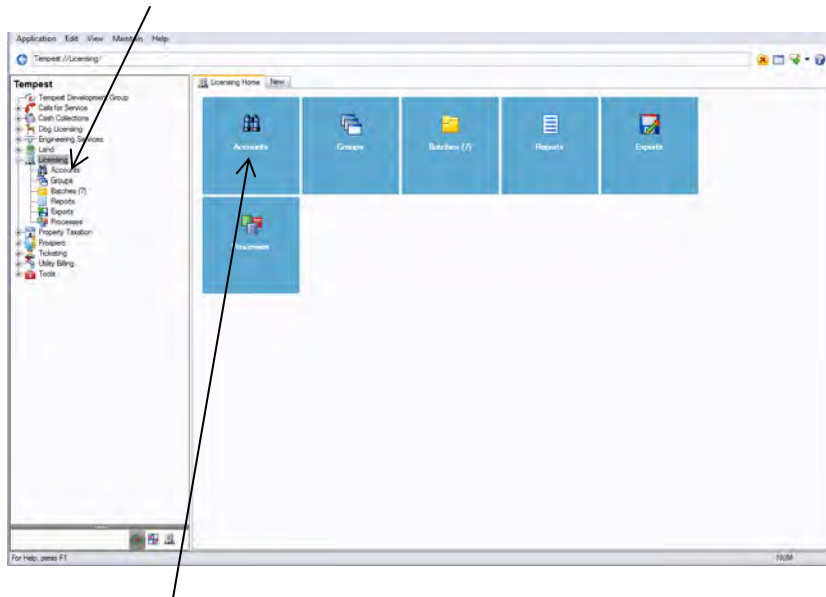 Application Edit View Maintain Help
Tempest://Licensing/
Tempest
Tempest Development Group
Calls for Service
Cash Collections
Dog Licensing
Engineering Services
Land
Licensing
Accounts
Groups
Batches (7)
Reports
Exports
Processes
Property Taxation
Prospero
Ticketing
Utility Billing
Tools
Licensing Home New
Accounts Groups Batches (7) Reports Exports
Processes
For Help, press F1 NUM